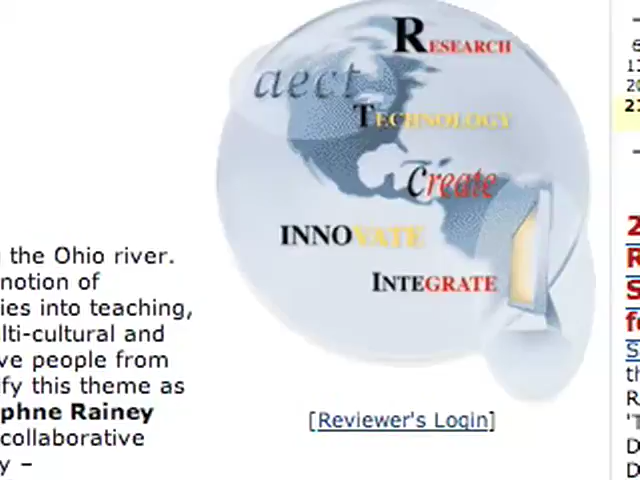 RESEARCH
aect
TECHNOLOGY
Create
INNOVATE
INTEGRATE
[Reviewer's Login]
the Ohio river.
notion of
ies into teaching,
lti-cultural and
ve people from
ify this theme as
phne Rainey
collaborative
y –